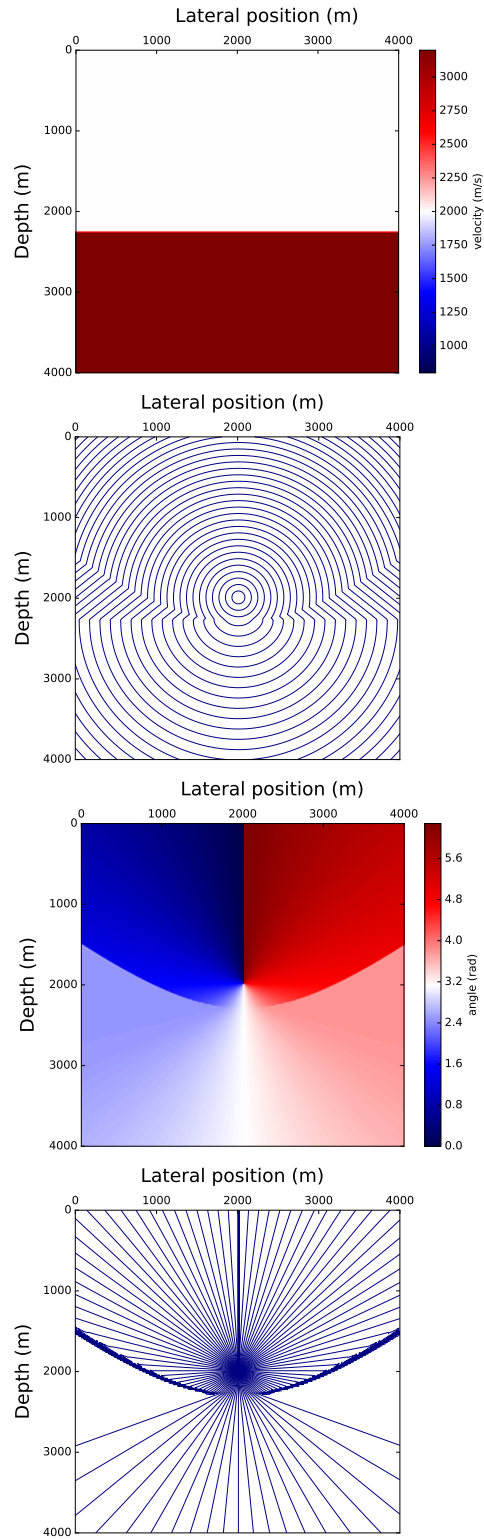 Lateral position (m)
0 1000 2000 3000 4000
0
1000
2000
3000
4000
Depth (m)
3000
2750
2500
2250
2000
1750
1500
1250
1000
velocity (m/s)
Lateral position (m)
0 1000 2000 3000 4000
0
1000
2000
3000
4000
Depth (m)
Lateral position (m)
0 1000 2000 3000 4000
0
1000
2000
3000
4000
Depth (m)
5.6
4.8
4.0
3.2
2.4
1.6
0.8
0.0
angle (rad)
Lateral position (m)
0 1000 2000 3000 4000
0
1000
2000
3000
4000
Depth (m)